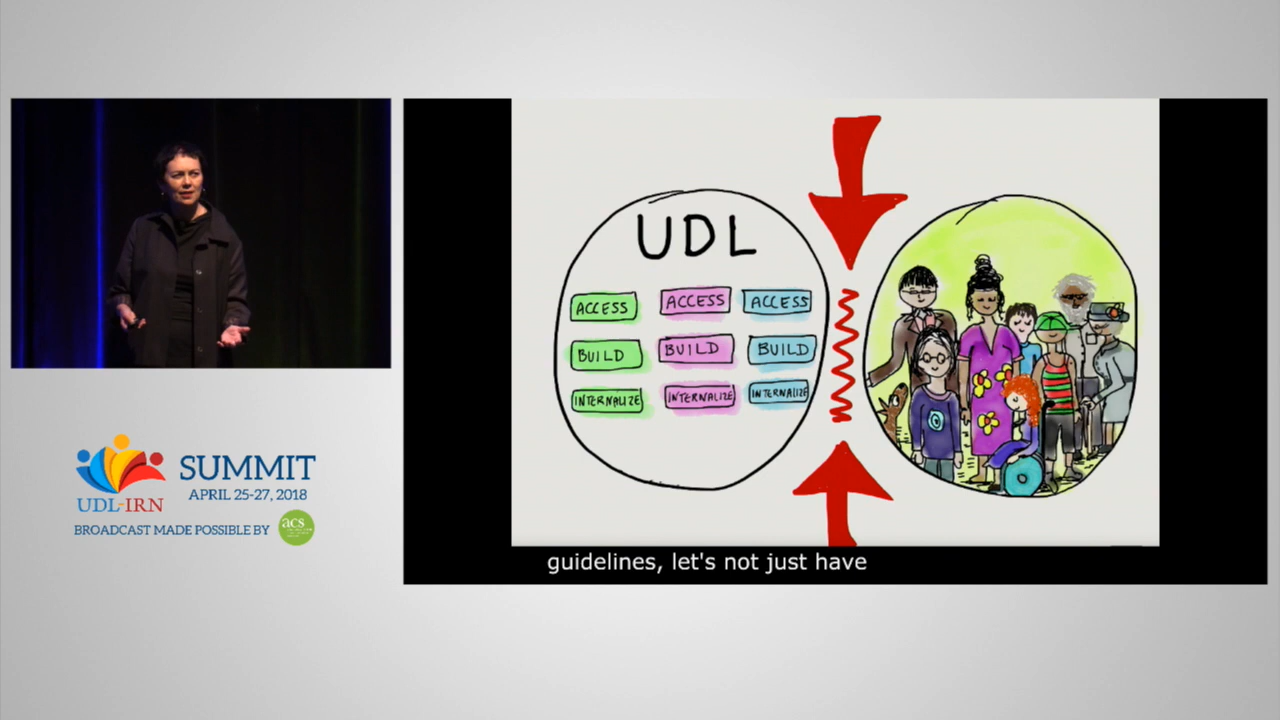 UDL
ACCESS ACCESS ACCESS
BUILD BUILD BUILD
INTERNALIZE INTERNALIZE INTERNALIZE
guidelines, let's not just have
UDL-IRN
SUMMIT
APRIL 25-27, 2018
BROADCAST MADE POSSIBLE BY
acs